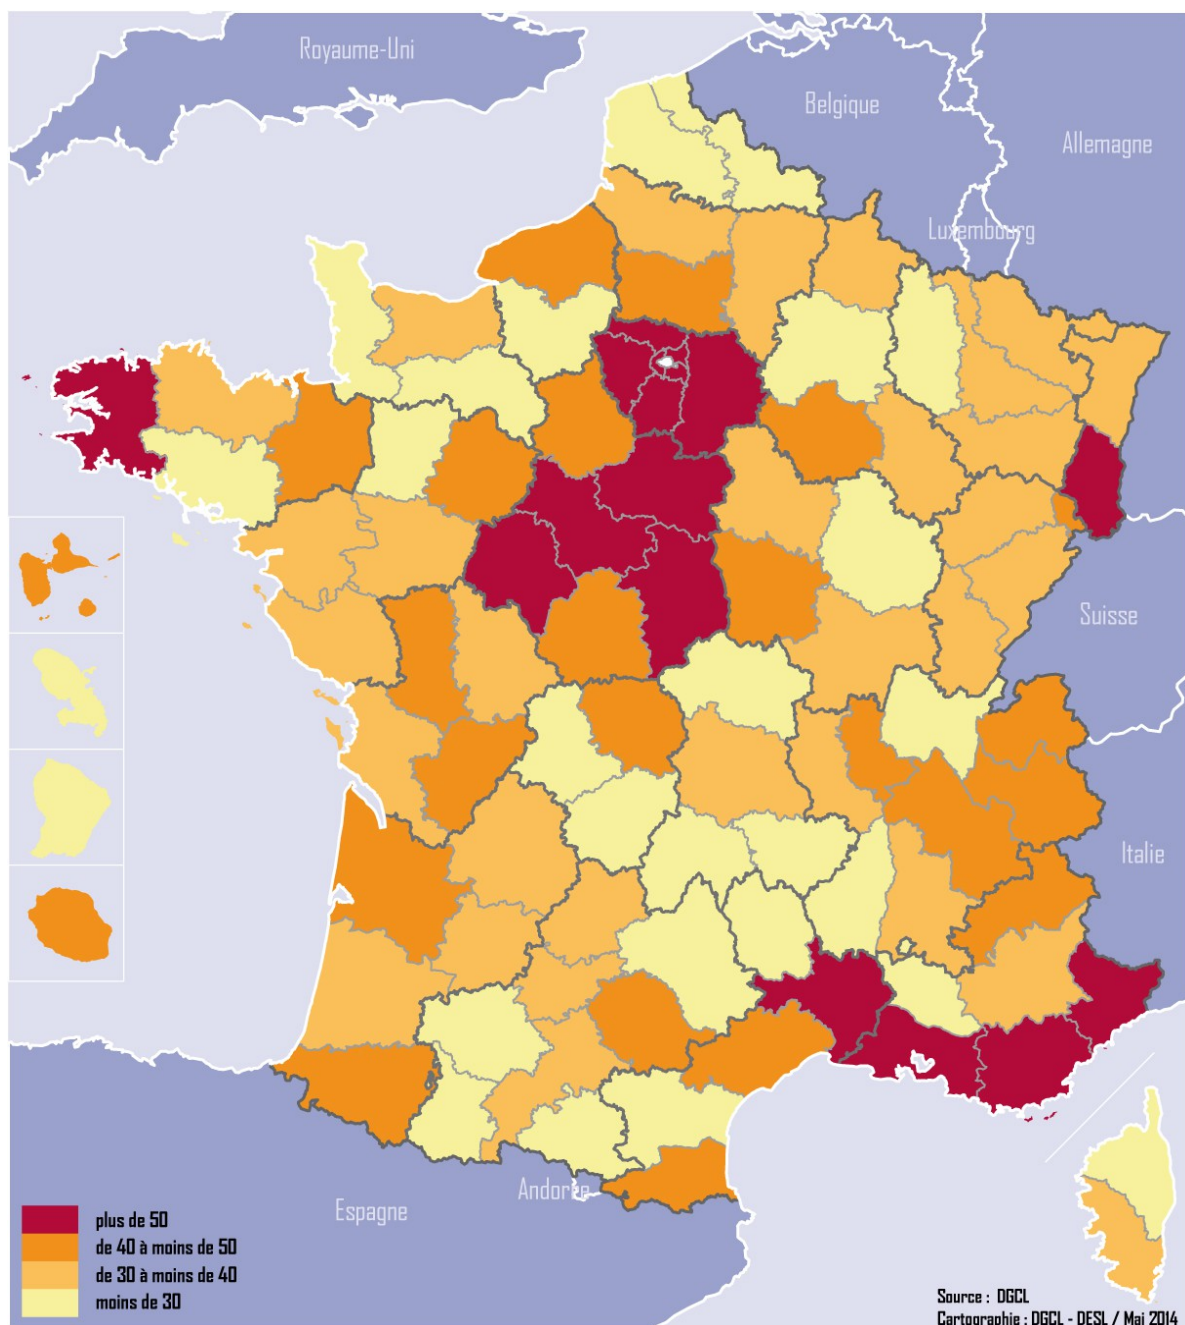 Royaume-Uni
Belgique
Allemagne
Luxembourg
Suisse
Italie
Andorre
Espagne
plus de 50
de 40 à moins de 50
de 30 à moins de 40
moins de 30
Source : DGCL
Cartographie : DGCL - DESL / Mai 2014